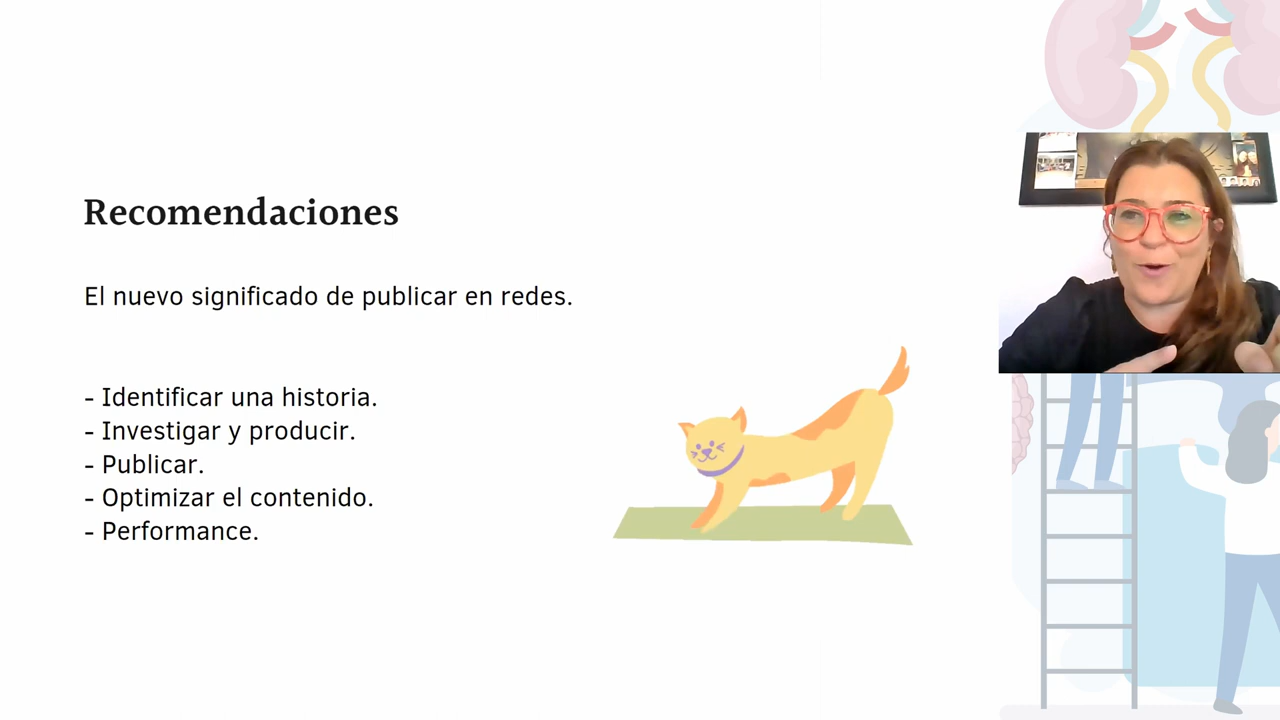 Recomendaciones
El nuevo significado de publicar en redes.
- Identificar una historia.
- Investigar y producir.
- Publicar.
- Optimizar el contenido.
- Performance.